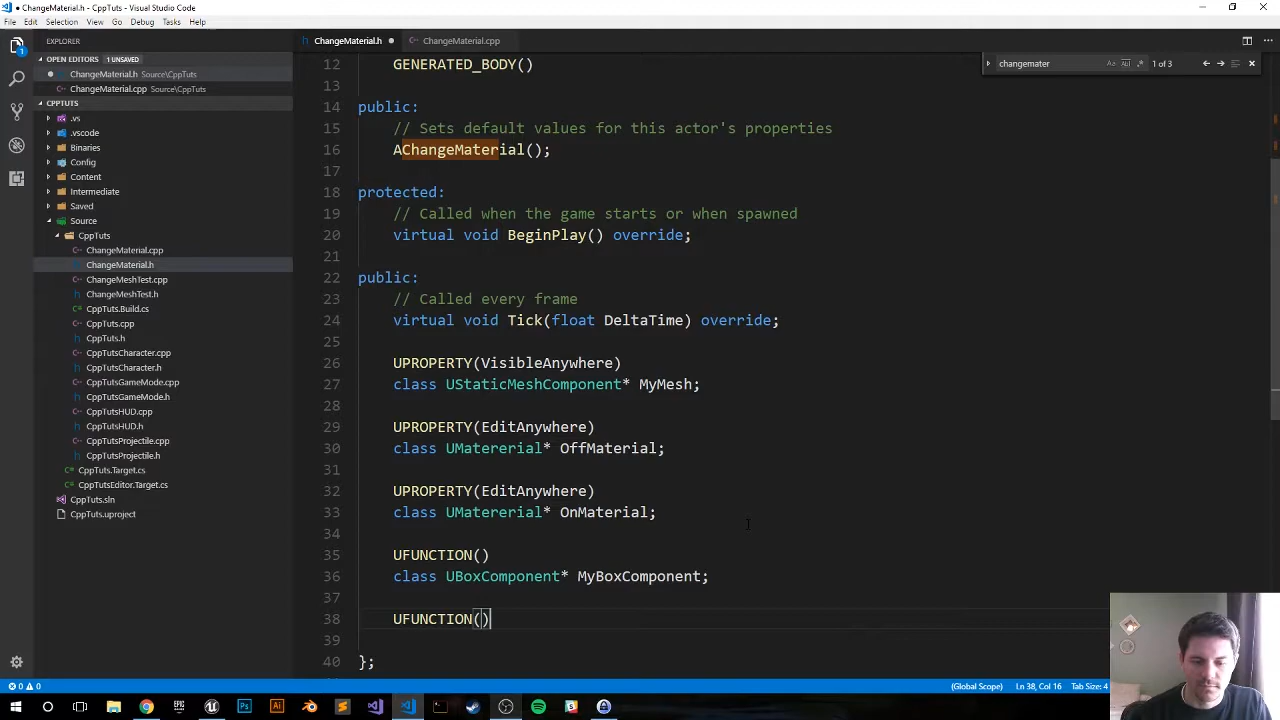 ChangeMaterial.h - CppTuts - Visual Studio Code
File Edit Selection View Go Debug Tasks Help
EXPLORER
ChangeMaterial.h
ChangeMaterial.cpp
OPEN EDITORS 1 UNSAVED
ChangeMaterial.h Source\CppTuts
ChangeMaterial.cpp Source\CppTuts
changemater
1 of 3
CPPTUTS
.vs
.vscode
Binaries
Config
Content
Intermediate
Saved
Source
CppTuts
ChangeMaterial.cpp
ChangeMaterial.h
ChangeMeshTest.cpp
ChangeMeshTest.h
CppTuts.Build.cs
CppTuts.cpp
CppTuts.h
CppTutsCharacter.cpp
CppTutsCharacter.h
CppTutsGameMode.cpp
CppTutsGameMode.h
CppTutsHUD.cpp
CppTutsHUD.h
CppTutsProjectile.cpp
CppTutsProjectile.h
CppTuts.Target.cs
CppTutsEditor.Target.cs
CppTuts.sln
CppTuts.uproject
12 GENERATED_BODY()
13
14 public:
15 // Sets default values for this actor's properties
16 AChangeMaterial();
17
18 protected:
19 // Called when the game starts or when spawned
20 virtual void BeginPlay() override;
21
22 public:
23 // Called every frame
24 virtual void Tick(float DeltaTime) override;
25
26 UPROPERTY(VisibleAnywhere)
27 class UStaticMeshComponent* MyMesh;
28
29 UPROPERTY(EditAnywhere)
30 class UMatererial* OffMaterial;
31
32 UPROPERTY(EditAnywhere)
33 class UMatererial* OnMaterial;
34
35 UFUNCTION()
36 class UBoxComponent* MyBoxComponent;
37
38 UFUNCTION()
39
40 };
0 0
(Global Scope) Ln 38, Col 16 Tab Size: 4